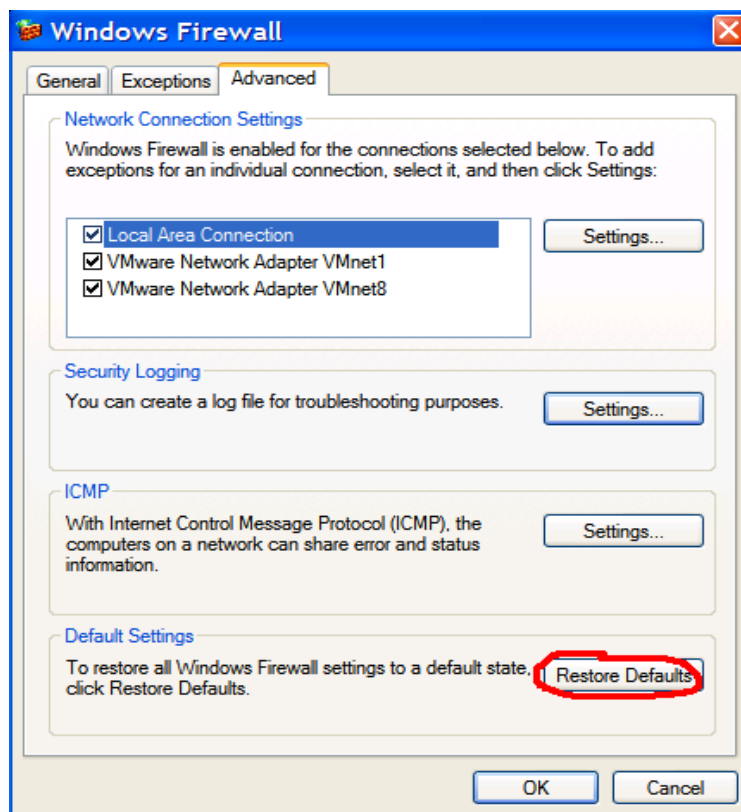 Windows Firewall
General Exceptions Advanced
Network Connection Settings
Windows Firewall is enabled for the connections selected below. To add
exceptions for an individual connection, select it, and then click Settings:
Local Area Connection
Settings...
VMware Network Adapter VMnet1
VMware Network Adapter VMnet8
Security Logging
You can create a log file for troubleshooting purposes.
Settings...
ICMP
With Internet Control Message Protocol (ICMP), the
computers on a network can share error and status
information.
Settings...
Default Settings
To restore all Windows Firewall settings to a default state,
click Restore Defaults.
Restore Defaults
OK Cancel